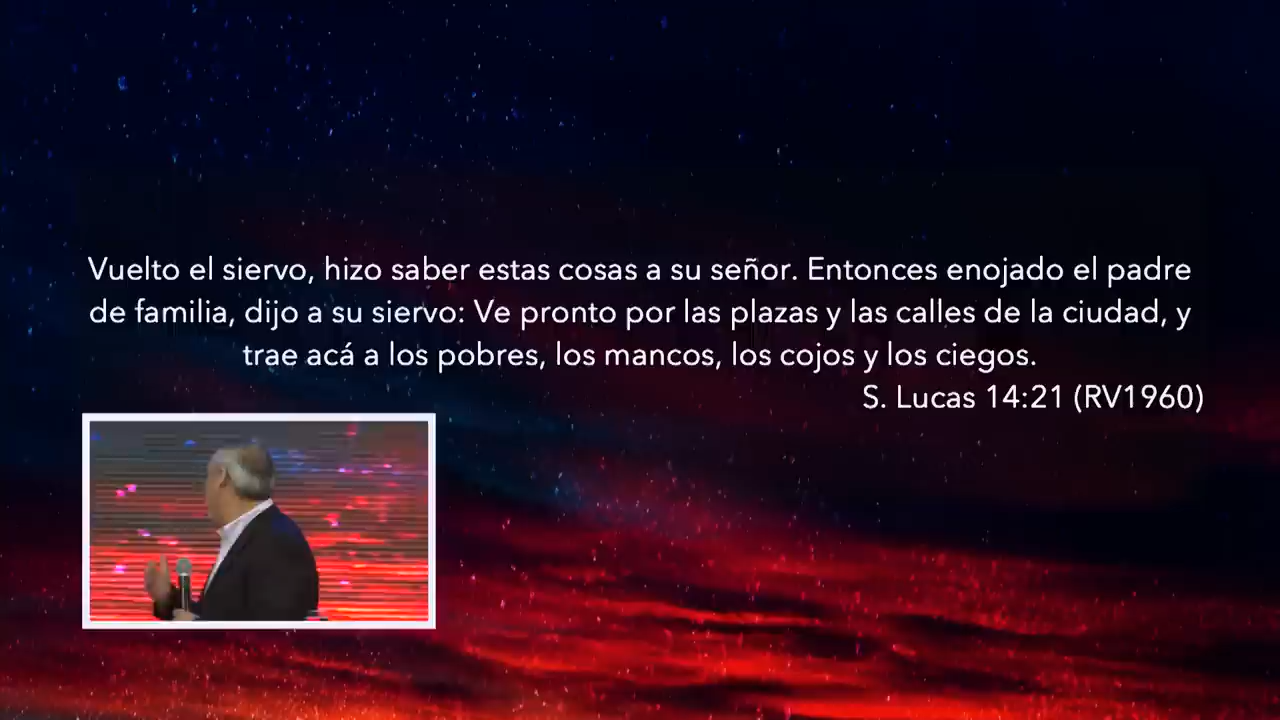 Vuelto el siervo, hizo saber estas cosas a su señor. Entonces enojado el padre
de familia, dijo a su siervo: Ve pronto por las plazas y las calles de la ciudad, y
trae acá a los pobres, los mancos, los cojos y los ciegos.
S. Lucas 14:21 (RV1960)